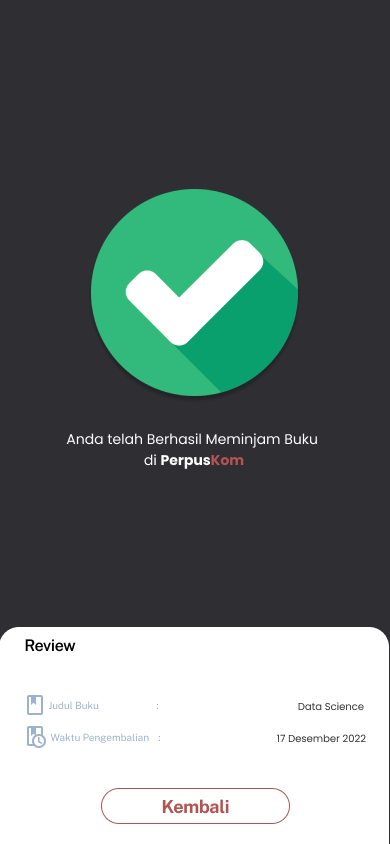 Anda telah Berhasil Meminjam Buku
di PerpusKom
Review
Judul Buku : Data Science
Waktu Pengembalian : 17 Desember 2022
Kembali